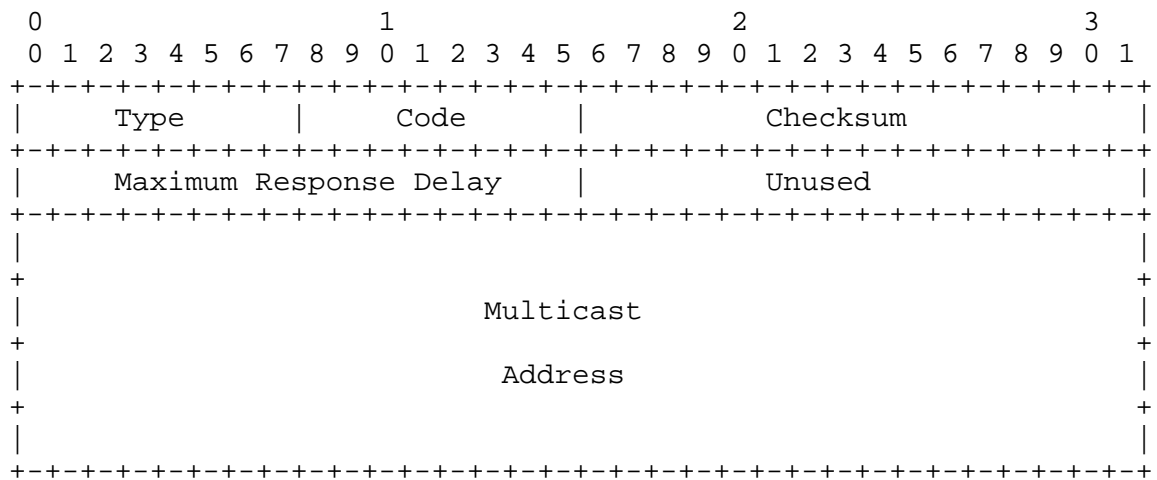 0                   1                   2                   3
0 1 2 3 4 5 6 7 8 9 0 1 2 3 4 5 6 7 8 9 0 1 2 3 4 5 6 7 8 9 0 1
+-+-+-+-+-+-+-+-+-+-+-+-+-+-+-+-+-+-+-+-+-+-+-+-+-+-+-+-+-+-+-+-+
|     Type      |     Code      |          Checksum             |
+-+-+-+-+-+-+-+-+-+-+-+-+-+-+-+-+-+-+-+-+-+-+-+-+-+-+-+-+-+-+-+-+
|     Maximum Response Delay    |          Unused               |
+-+-+-+-+-+-+-+-+-+-+-+-+-+-+-+-+-+-+-+-+-+-+-+-+-+-+-+-+-+-+-+-+
|                                                               |
+                                                               +
|                          Multicast                            |
+                                                               +
|                           Address                             |
+                                                               +
|                                                               |
+-+-+-+-+-+-+-+-+-+-+-+-+-+-+-+-+-+-+-+-+-+-+-+-+-+-+-+-+-+-+-+-+